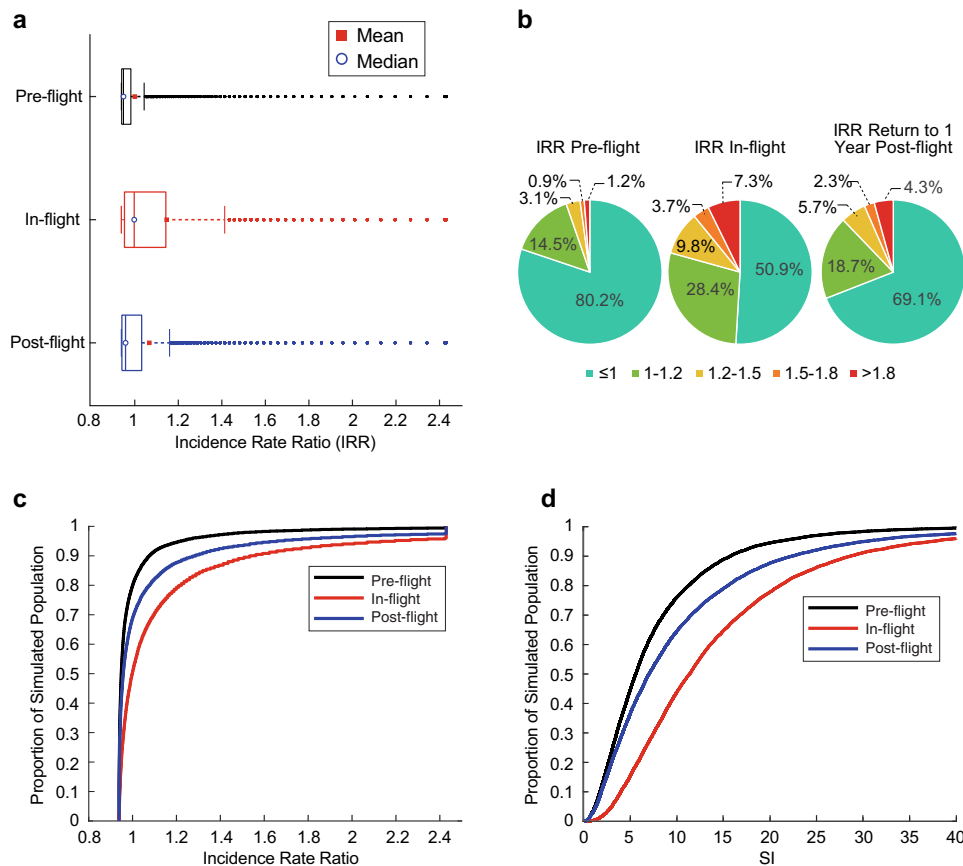 a
Mean
Median
Pre-flight
In-flight
Post-flight
0.8 1 1.2 1.4 1.6 1.8 2 2.2 2.4
Incidence Rate Ratio (IRR)
b
IRR Pre-flight
0.9%
1.2%
3.1%
14.5%
80.2%
IRR In-flight
7.3%
3.7%
9.8%
50.9%
28.4%
IRR Return to 1
Year Post-flight
2.3%
4.3%
5.7%
18.7%
69.1%
≤1 1-1.2 1.2-1.5 1.5-1.8 >1.8
c
Proportion of Simulated Population
1
0.9
0.8
0.7
0.6
0.5
0.4
0.3
0.2
0.1
0
Pre-flight
In-flight
Post-flight
0.8 1 1.2 1.4 1.6 1.8 2 2.2 2.4
Incidence Rate Ratio
d
Proportion of Simulated Population
1
0.9
0.8
0.7
0.6
0.5
0.4
0.3
0.2
0.1
0
Pre-flight
In-flight
Post-flight
0 5 10 15 20 25 30 35 40
SI